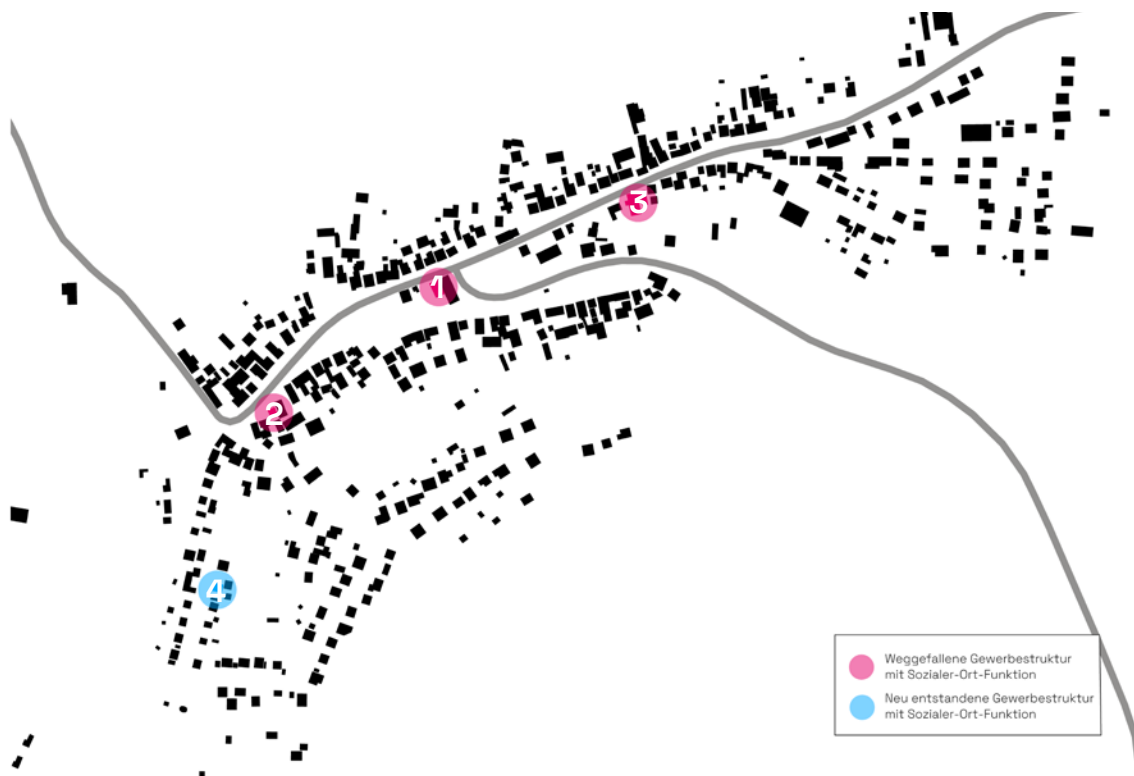 3
1
2
4
Weggefallene Gewerbestruktur
mit Sozialer-Ort-Funktion
Neu entstandene Gewerbestruktur
mit Sozialer-Ort-Funktion